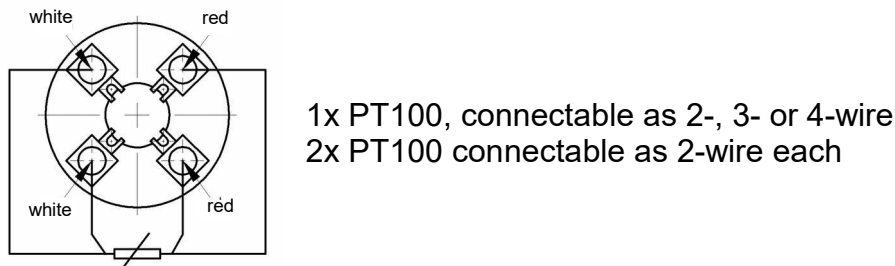 white red
1x PT100, connectable as 2-, 3- or 4-wire
2x PT100 connectable as 2-wire each
white red